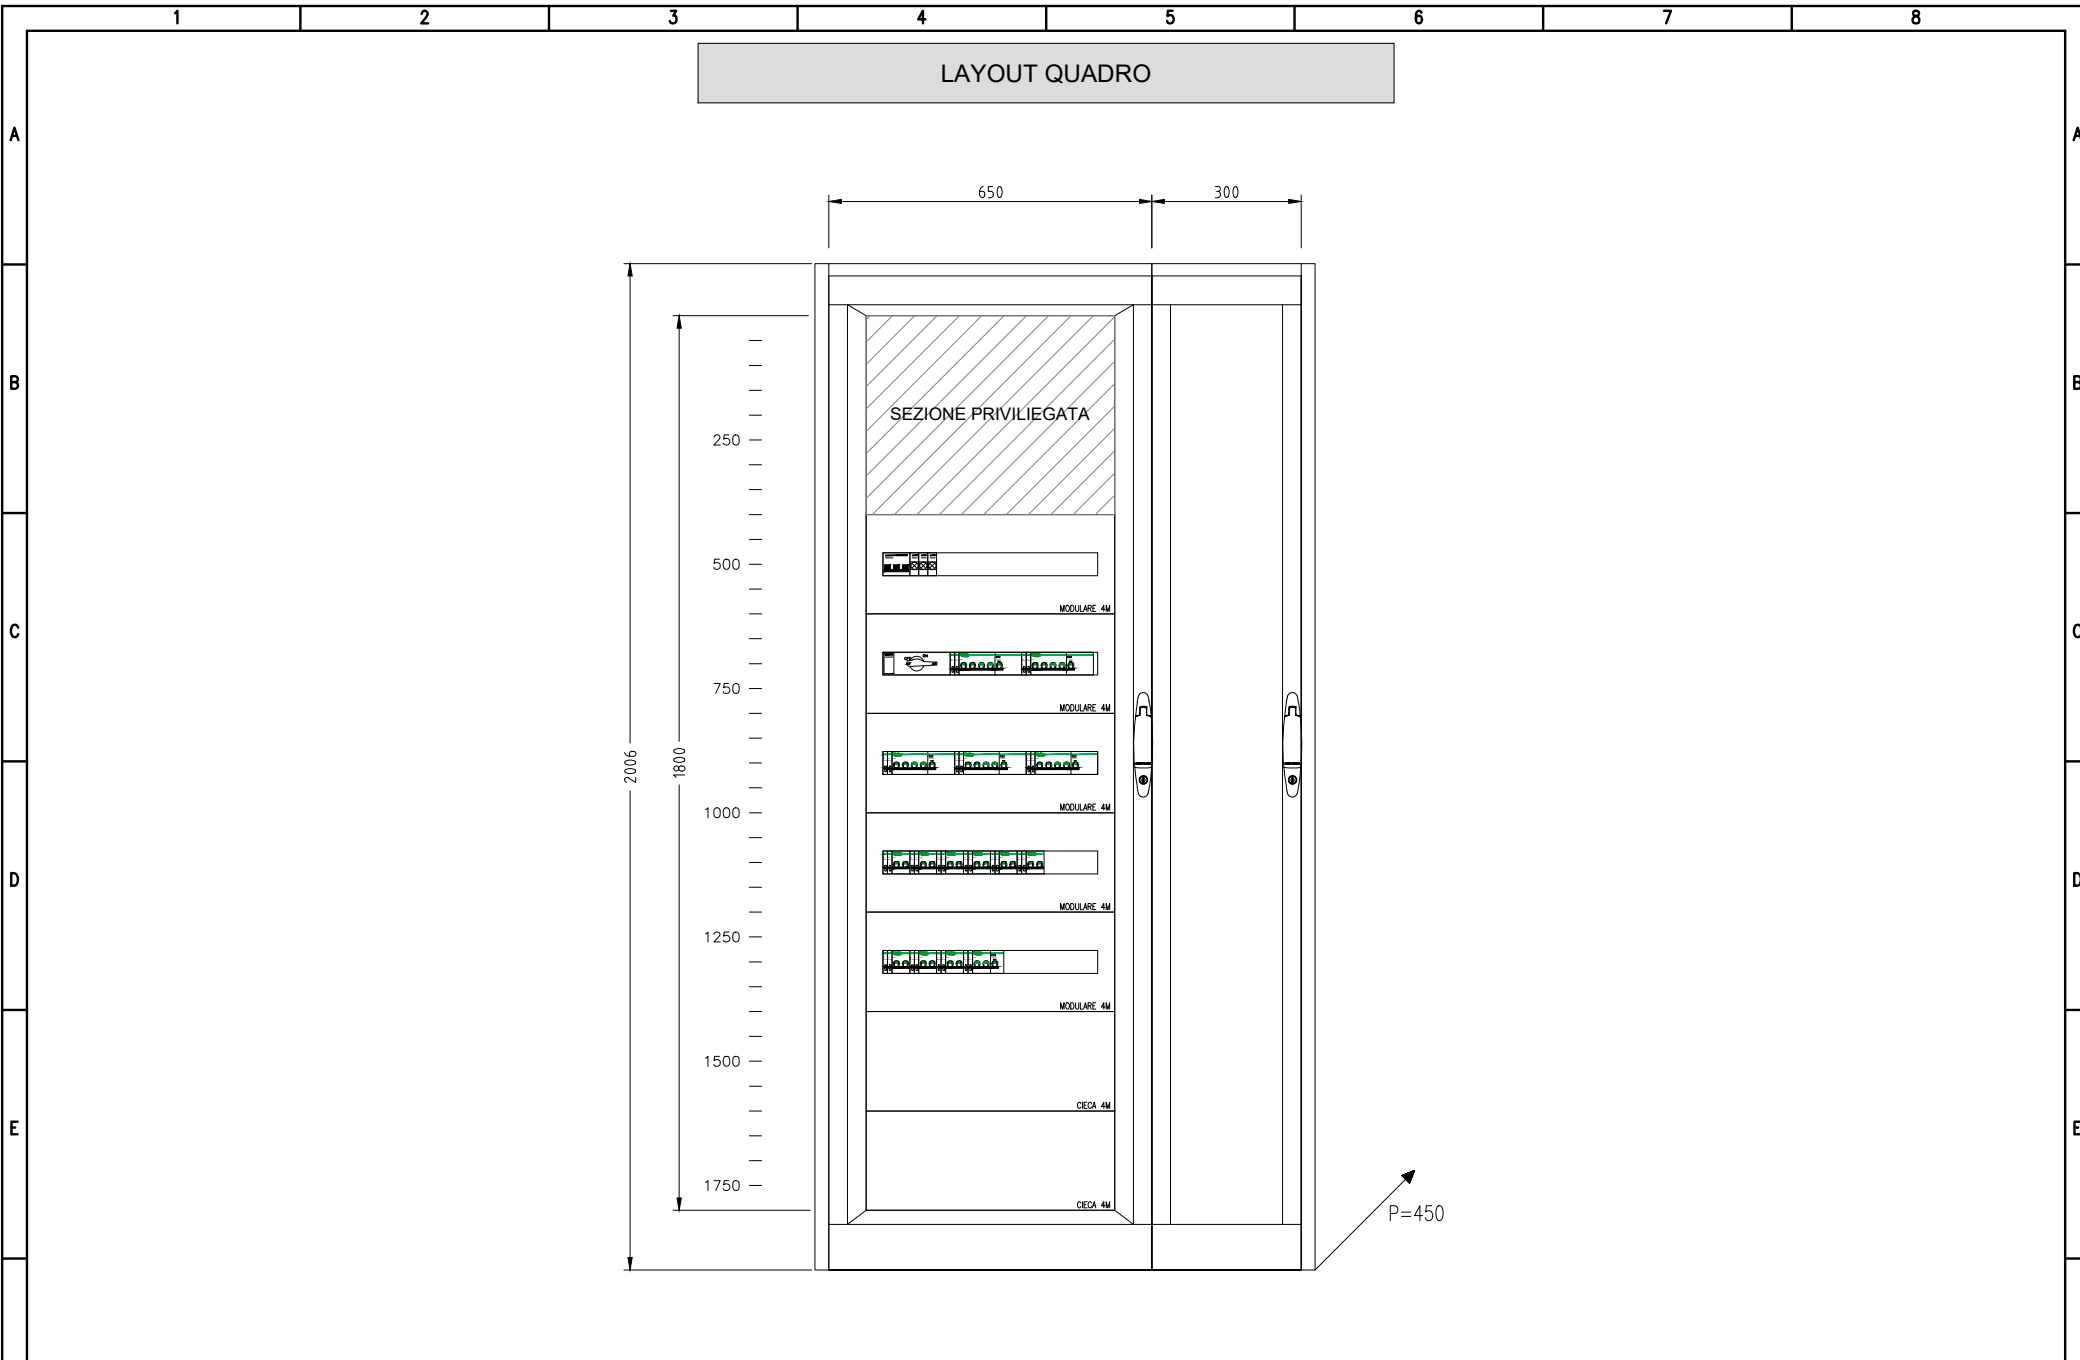 1 2 3 4 5 6 7 8
LAYOUT QUADRO
A A
650 300
B B
SEZIONE PRIVILIEGATA
250
C C
500
MODULARE 4M
750
MODULARE 4M
2006
1800
1000
MODULARE 4M
D D
MODULARE 4M
1250
MODULARE 4M
1500
CIECA 4M
E E
1750
CIECA 4M
P=450